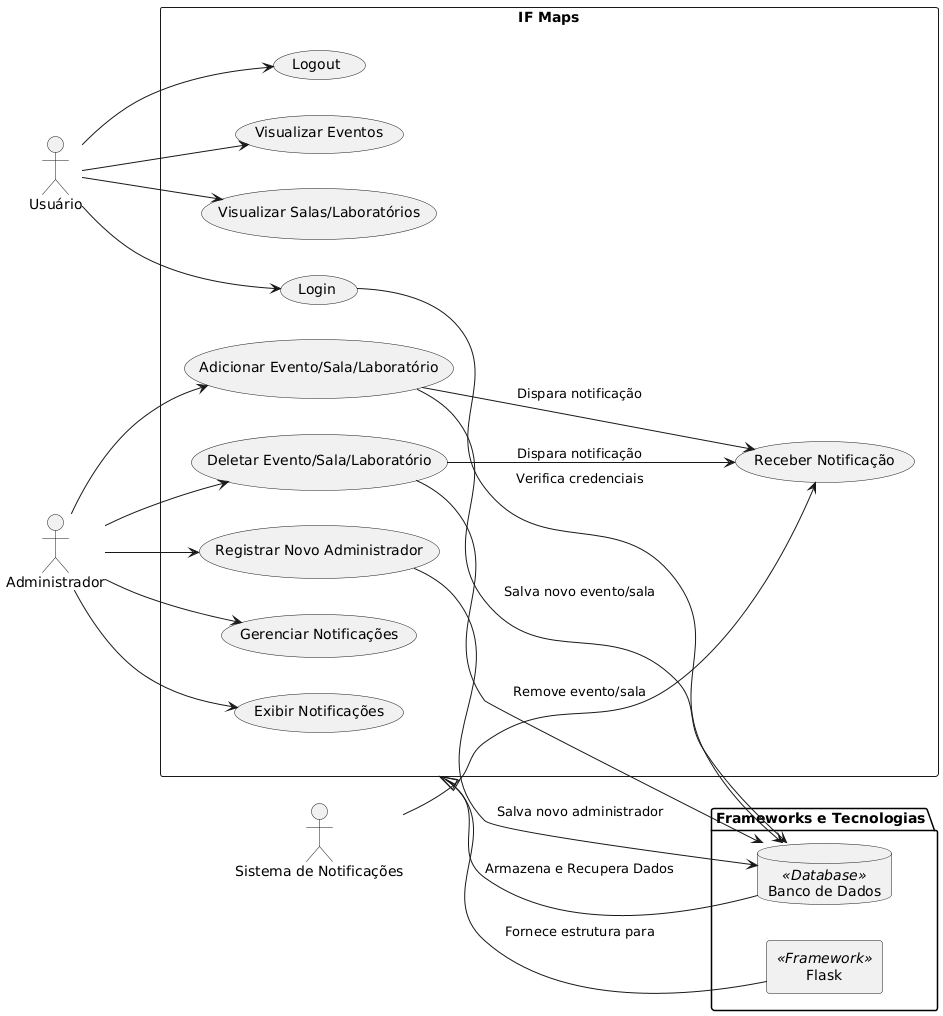 IF Maps
Logout
Visualizar Eventos
Usuário
Visualizar Salas/Laboratórios
Login
Adicionar Evento/Sala/Laboratório
Dispara notificação
Deletar Evento/Sala/Laboratório
Dispara notificação
Receber Notificação
Verifica credenciais
Registrar Novo Administrador
Administrador
Salva novo evento/sala
Gerenciar Notificações
Remove evento/sala
Exibir Notificações
Salva novo administrador
Frameworks e Tecnologias
Sistema de Notificações
Armazena e Recupera Dados
«Database»
Banco de Dados
Fornece estrutura para
«Framework»
Flask